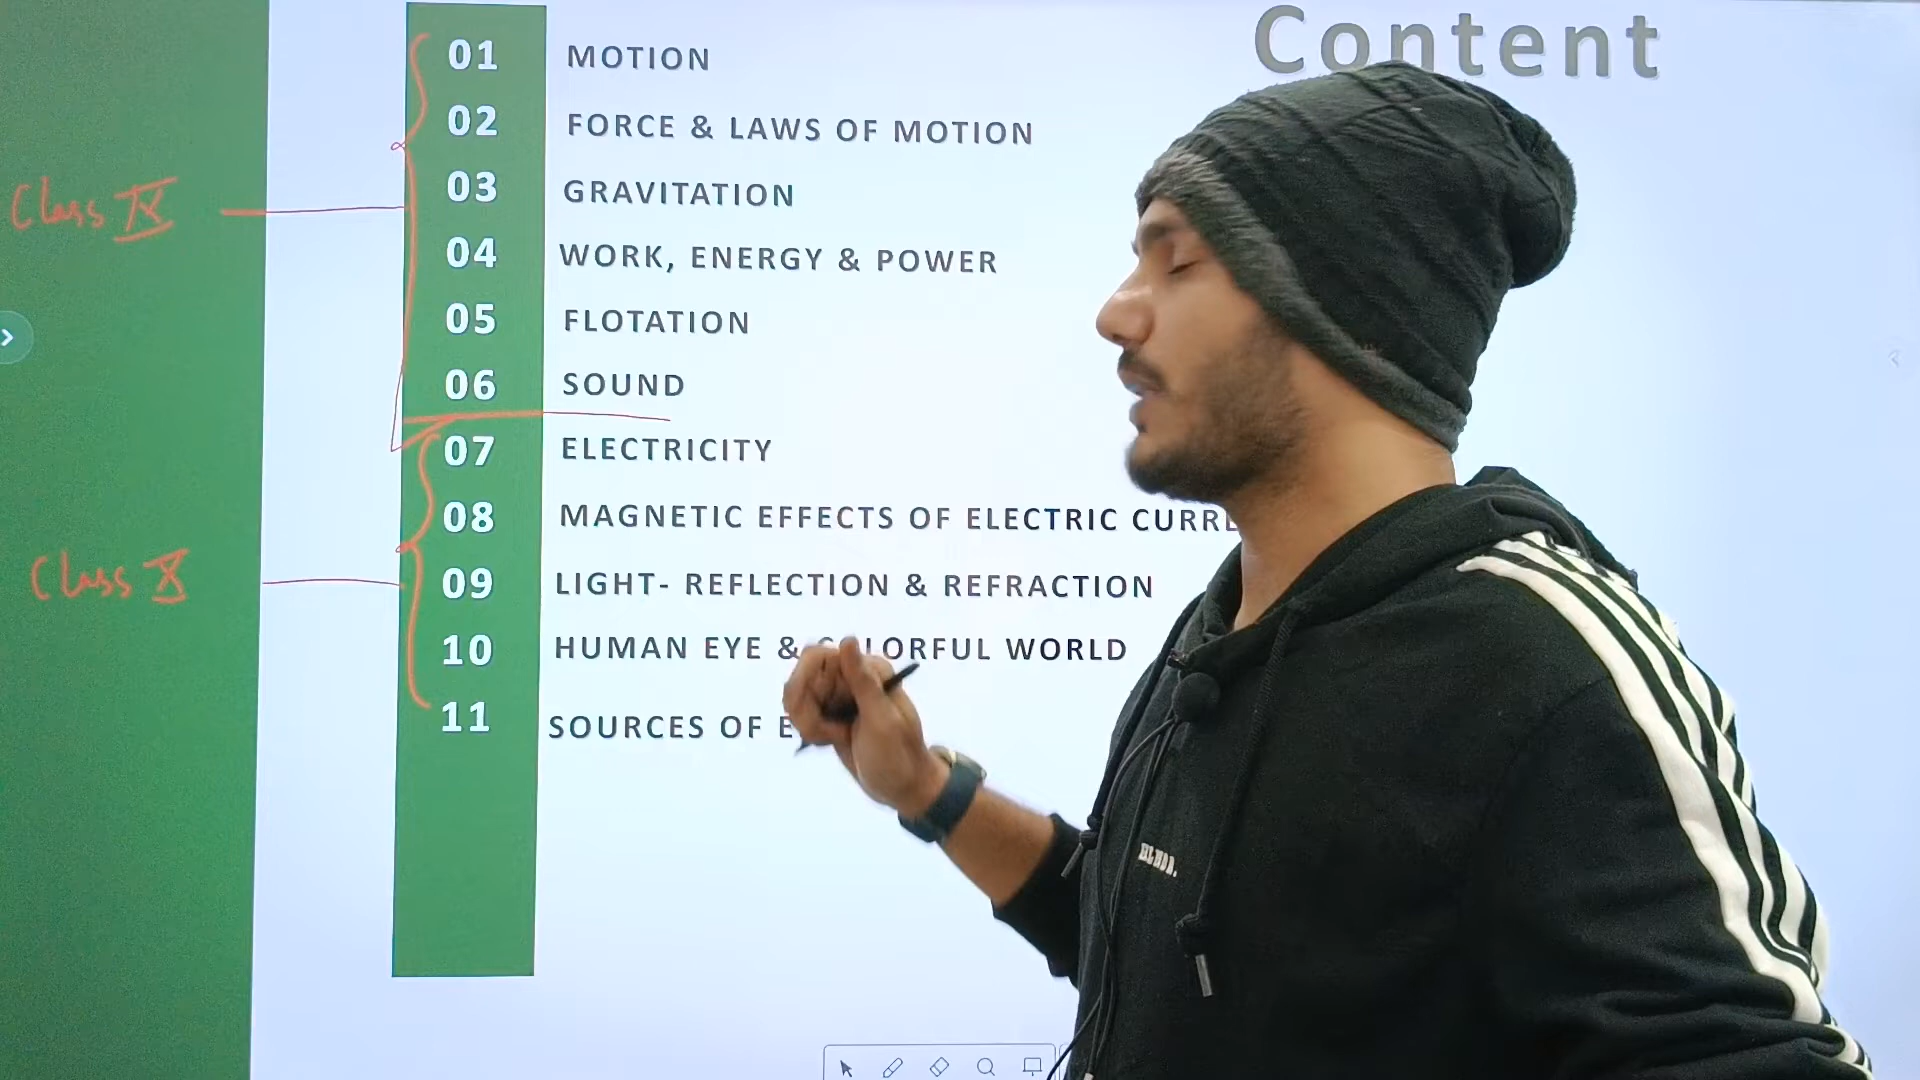 Content
01 MOTION
02 FORCE & LAWS OF MOTION
03 GRAVITATION
Class IX
04 WORK, ENERGY & POWER
05 FLOTATION
06 SOUND
07 ELECTRICITY
08 MAGNETIC EFFECTS OF ELECTRIC
09 LIGHT- REFLECTION & REFRACTION
Class X
10 HUMAN EYE & WORLD
11 SOURCES OF